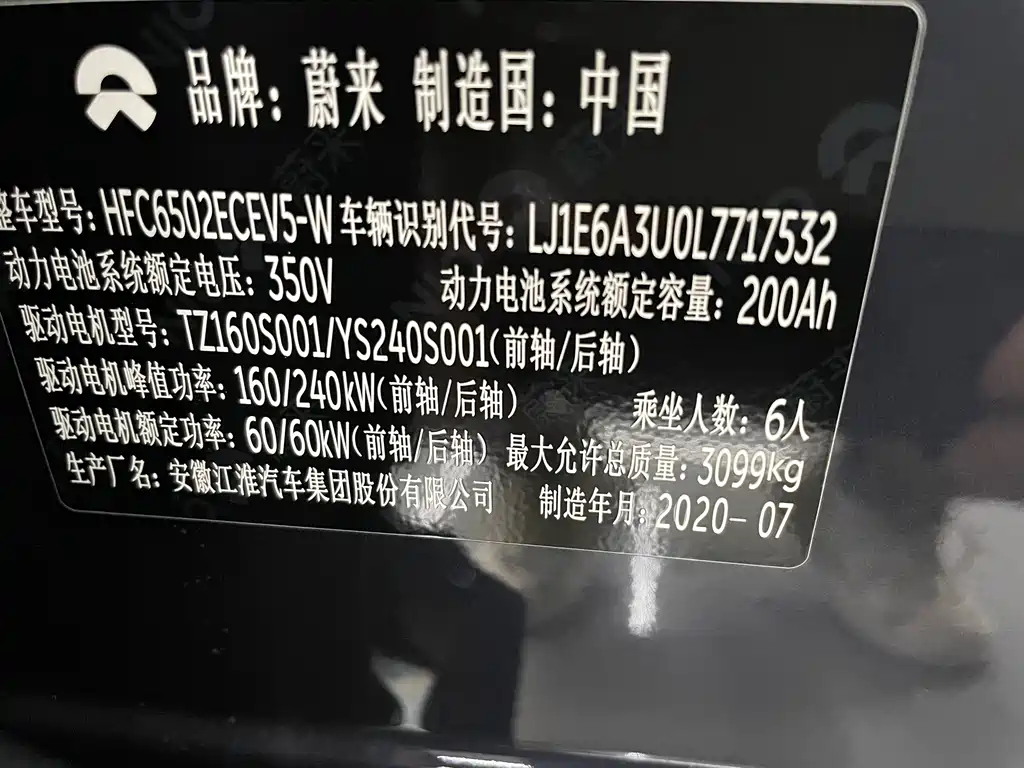 品牌：蔚来 制造国：中国
整车型号：HFC6502ECEV5-W 车辆识别代号：LJ1E6A3U0L7717532
动力电池系统额定电压：350V 动力电池系统额定容量：200Ah
驱动电机型号：TZ160S001/YS240S001(前轴/后轴)
驱动电机峰值功率：160/240kW(前轴/后轴) 乘坐人数：6人
驱动电机额定功率：60/60kW(前轴/后轴) 最大允许总质量：3099kg
生产厂名：安徽江淮汽车集团股份有限公司 制造年月：2020-07